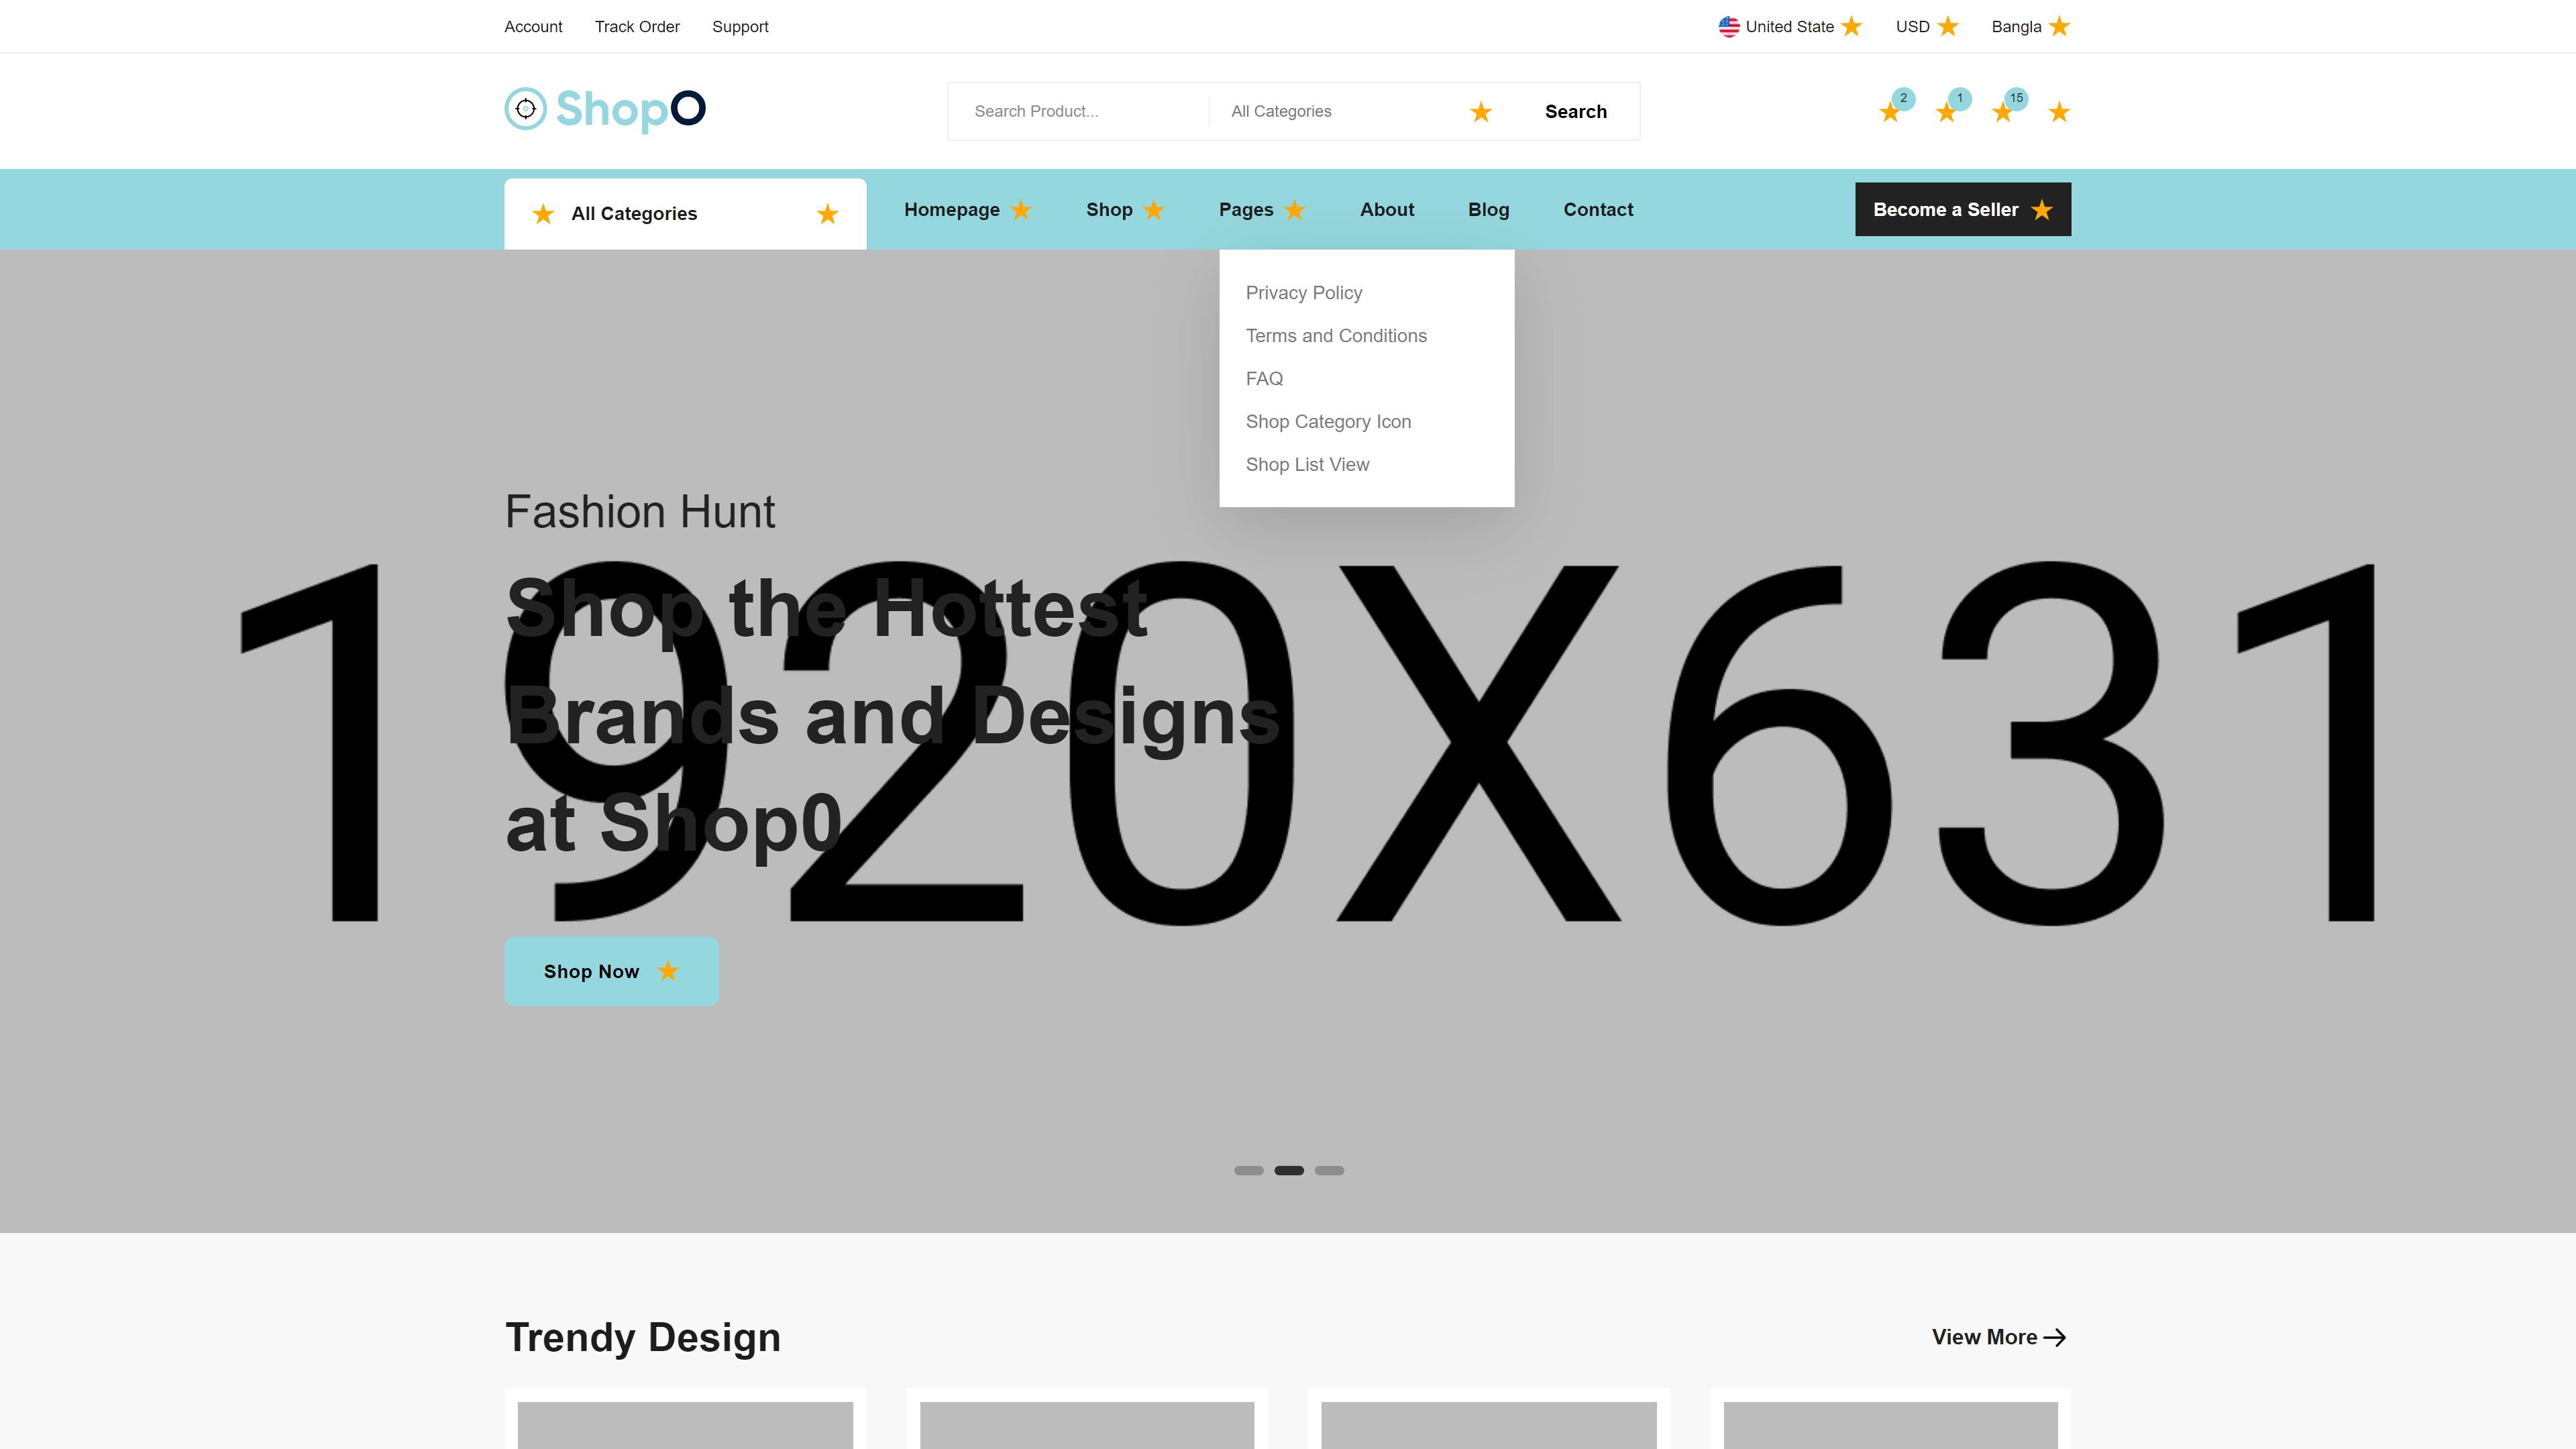 Account Track Order Support United State USD Bangla
ShopO Search Product... All Categories Search 2 1 15
All Categories Homepage Shop Pages About Blog Contact Become a Seller
Privacy Policy
Terms and Conditions
FAQ
Shop Category Icon
Shop List View
Fashion Hunt
1920X631
Shop the Hottest
Brands and Designs
at Shop0
Shop Now
Trendy Design View More